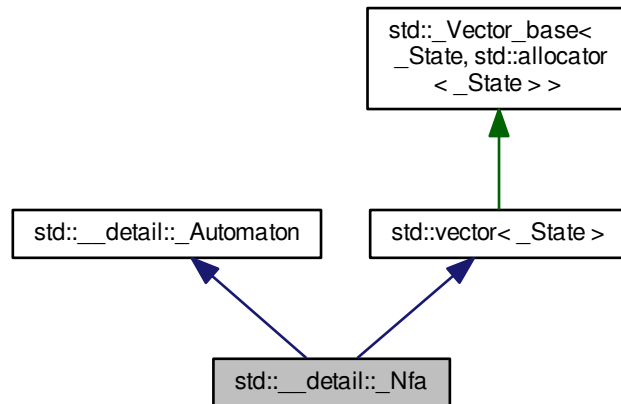 std::_Vector_base<
_State, std::allocator
< _State > >
std::__detail::_Automaton
std::vector< _State >
std::__detail::_Nfa